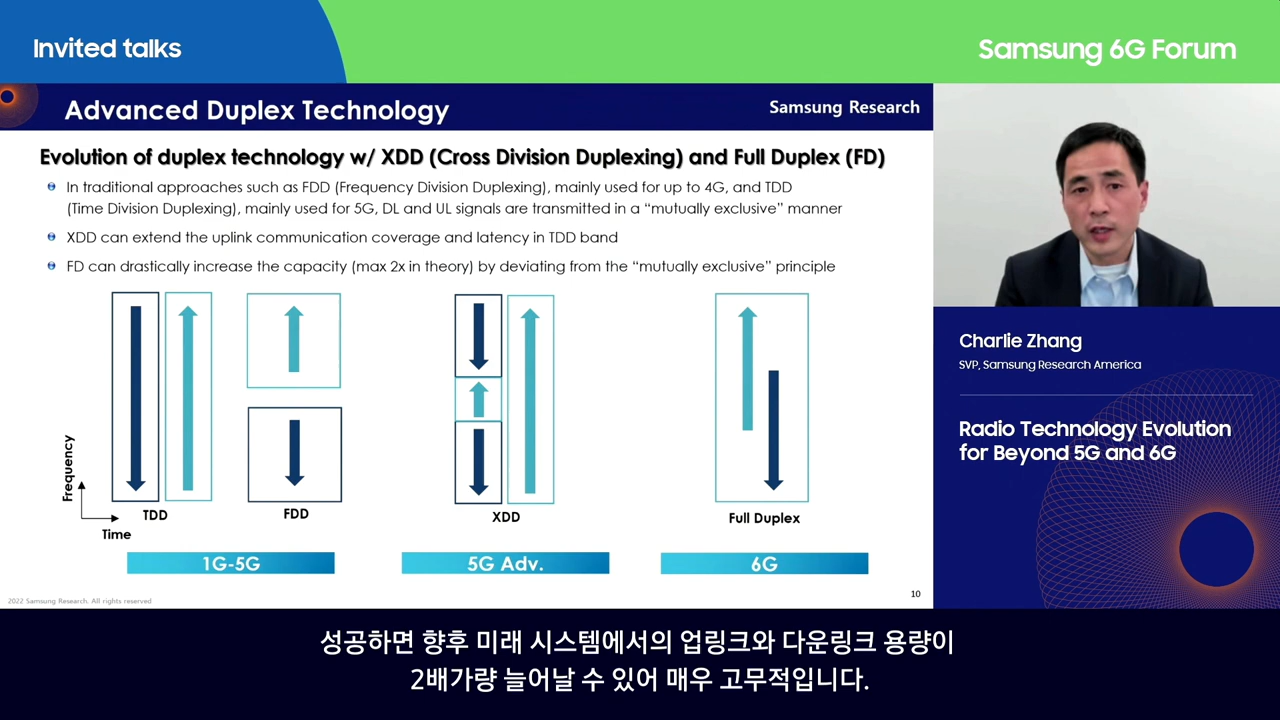 Invited talks
Samsung 6G Forum
Advanced Duplex Technology
Samsung Research
Evolution of duplex technology w/ XDD (Cross Division Duplexing) and Full Duplex (FD)
In traditional approaches such as FDD (Frequency Division Duplexing), mainly used for up to 4G, and TDD
(Time Division Duplexing), mainly used for 5G, DL and UL signals are transmitted in a “mutually exclusive” manner
XDD can extend the uplink communication coverage and latency in TDD band
FD can drastically increase the capacity (max 2x in theory) by deviating from the “mutually exclusive” principle
Frequency
Time
TDD
FDD
XDD
Full Duplex
1G-5G
5G Adv.
6G
2022 Samsung Research. All rights reserved
10
Charlie Zhang
SVP, Samsung Research America
Radio Technology Evolution
for Beyond 5G and 6G
성공하면 향후 미래 시스템에서의 업링크와 다운링크 용량이
2배가량 늘어날 수 있어 매우 고무적입니다.